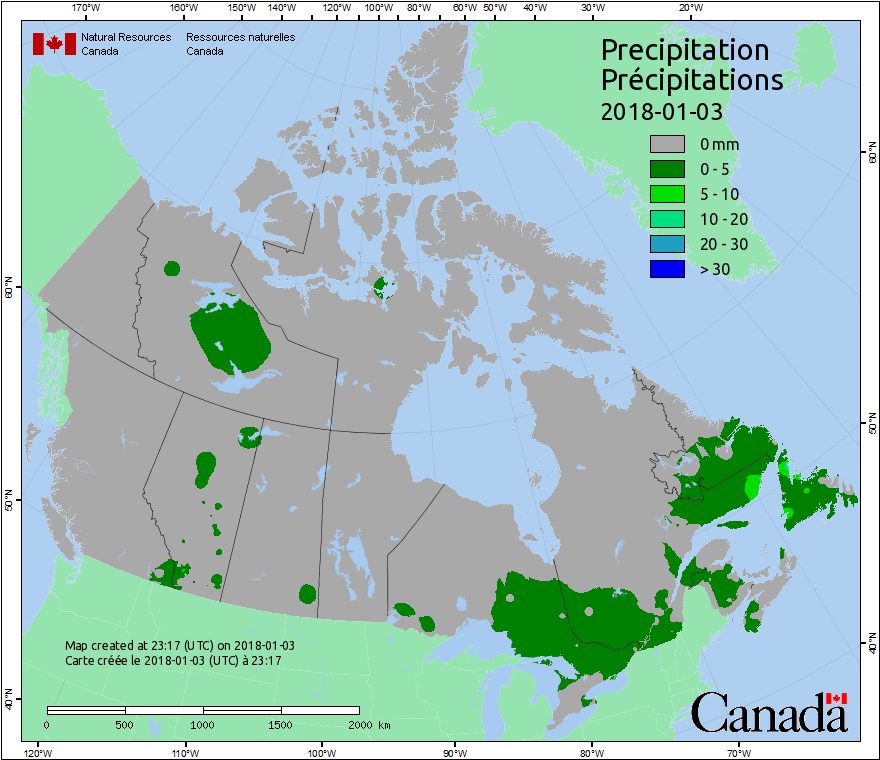 170°W 160°W 150°W 140°W 120°W 100°W 80°W 60°W 50°W 40°W 30°W 20°W
Natural Resources Ressources naturelles
Canada Canada
Precipitation
Précipitations
2018-01-03
0 mm
0 - 5
5 - 10
10 - 20
20 - 30
> 30
60°N
60°N
50°N
50°N
40°N
40°N
Map created at 23:17 (UTC) on 2018-01-03
Carte créée le 2018-01-03 (UTC) à 23:17
0 500 1000 1500 2000 km
Canada
120°W 110°W 100°W 90°W 80°W 70°W